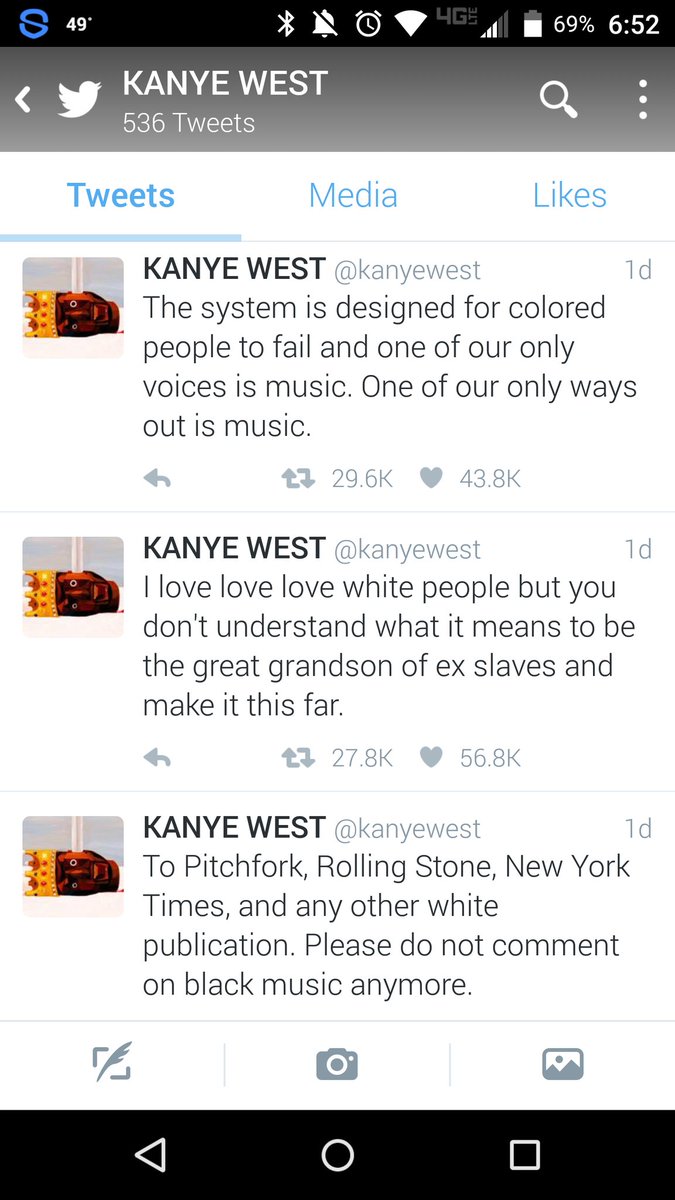 49°
4G LTE
69%
6:52
KANYE WEST
536 Tweets
Tweets
Media
Likes
KANYE WEST @kanyewest 1d
The system is designed for colored
people to fail and one of our only
voices is music. One of our only ways
out is music.
29.6K 43.8K
KANYE WEST @kanyewest 1d
I love love love white people but you
don't understand what it means to be
the great grandson of ex slaves and
make it this far.
27.8K 56.8K
KANYE WEST @kanyewest 1d
To Pitchfork, Rolling Stone, New York
Times, and any other white
publication. Please do not comment
on black music anymore.